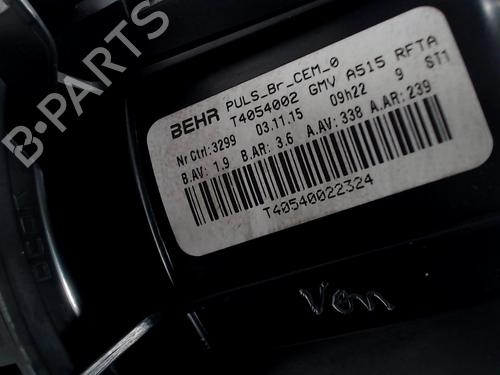 B-Parts
BEHR PULS_Br_CEM_0
T4054002 GMV A515 RFTA
Nr Ctrl:3299 03.11.15 09h22 9 ST1
B.AV: 1.9 B.AR: 3.6 A.AV: 338 A.AR: 239
T40540022324
Ven